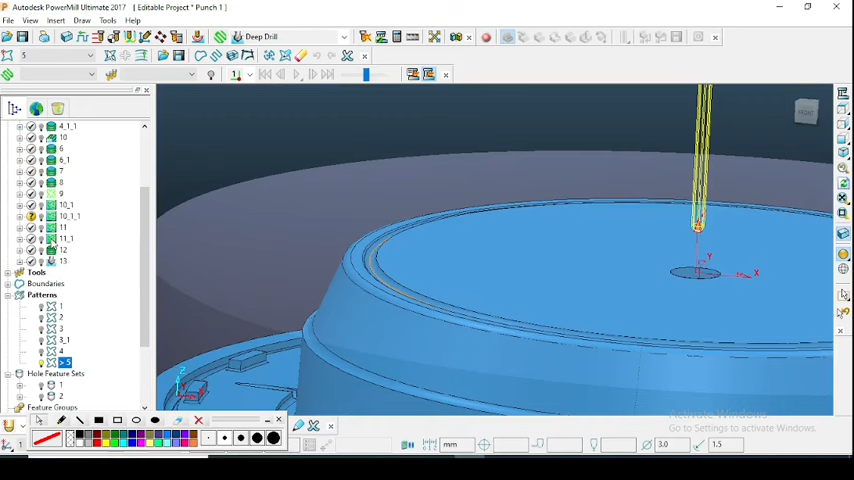 Autodesk PowerMill Ultimate 2017 - [ Editable Project * Punch 1 ]
File View Insert Draw Tools Help
Deep Drill
5
4_1_1
10
6
6_1
7
8
9
10_1
10_1_1
11
11_1
12
13
Tools
Boundaries
Patterns
1
2
3
3_1
4
> 5
Hole Feature Sets
1
2
Feature Groups
FRONT
Y
X
Z
Activate Windows
Go to Settings to activate Windows.
1 mm 3.0 1.5